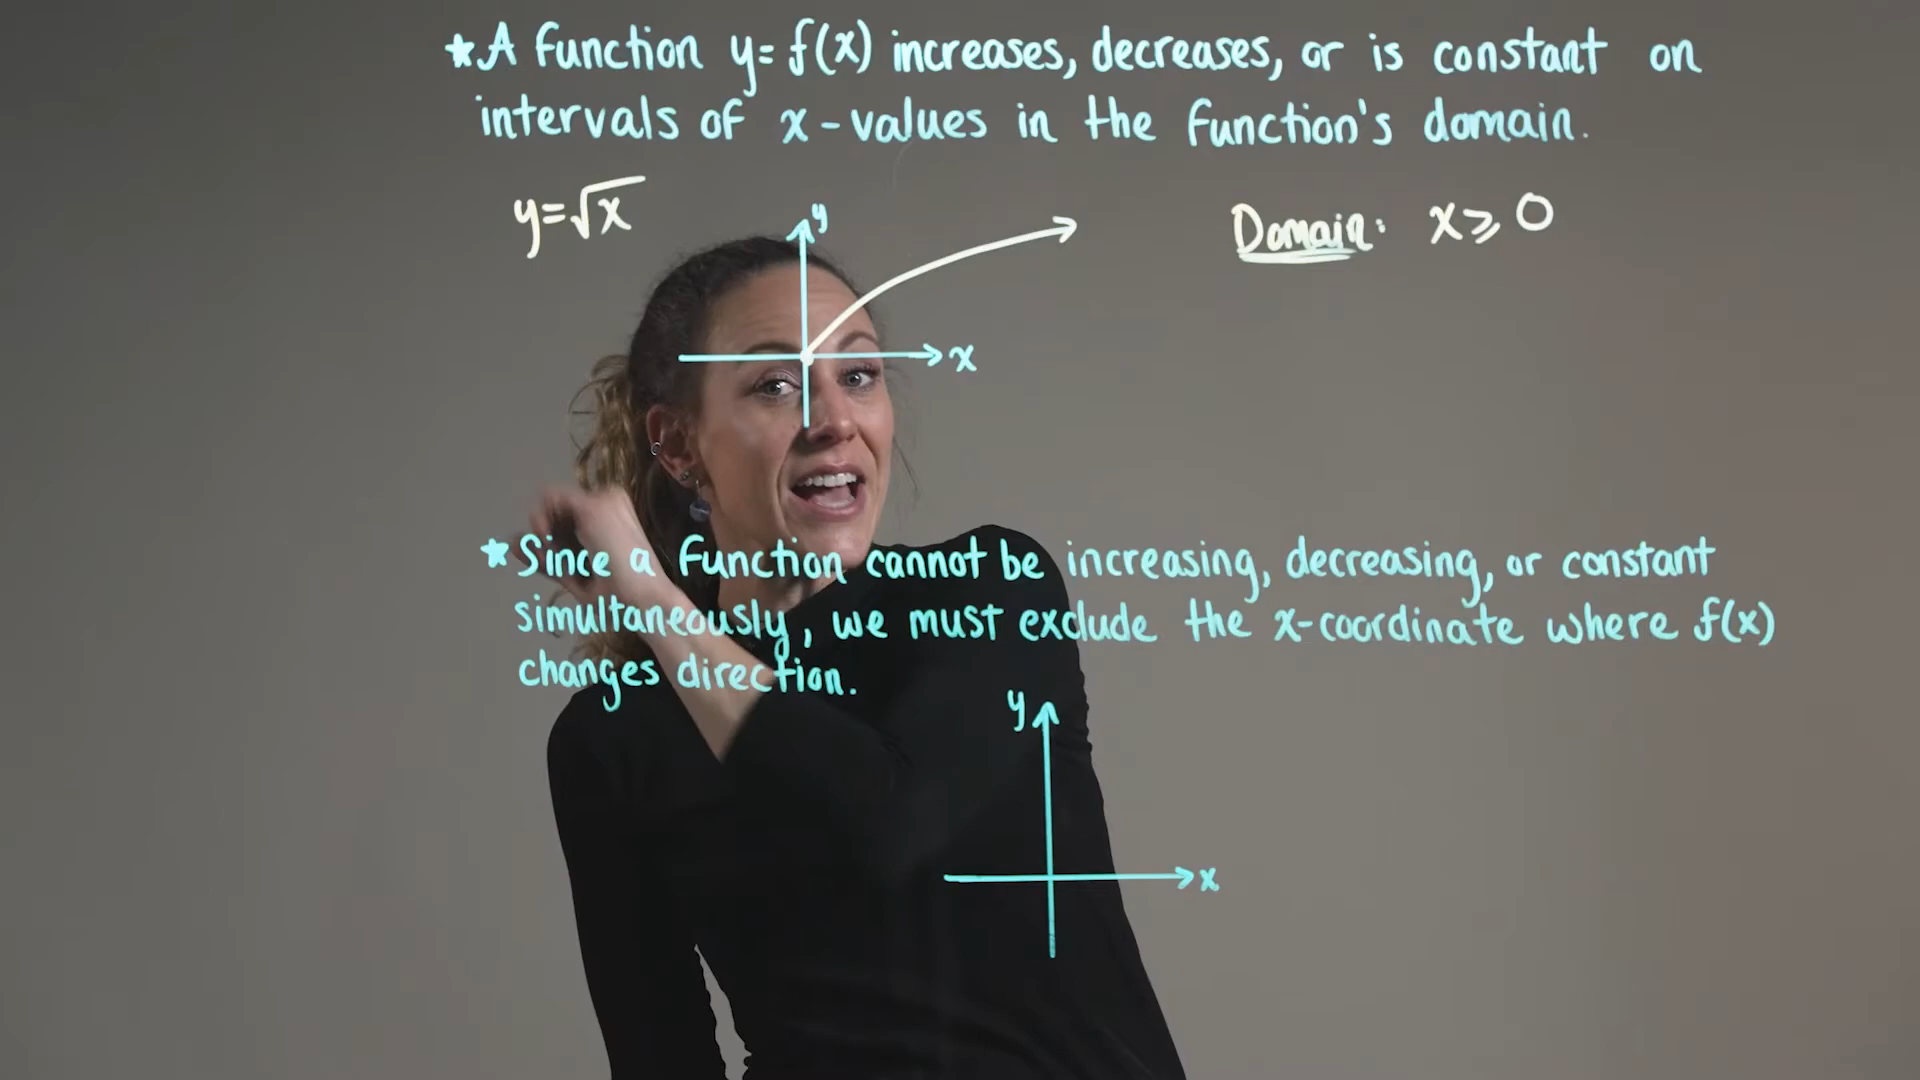 ★A function y=f(x) increases, decreases, or is constant on
intervals of x-values in the function's domain.
y=√x
y
Domain: x≥0
x
★Since a function cannot be increasing, decreasing, or constant
simultaneously, we must exclude the x-coordinate where f(x)
changes direction.
y
x